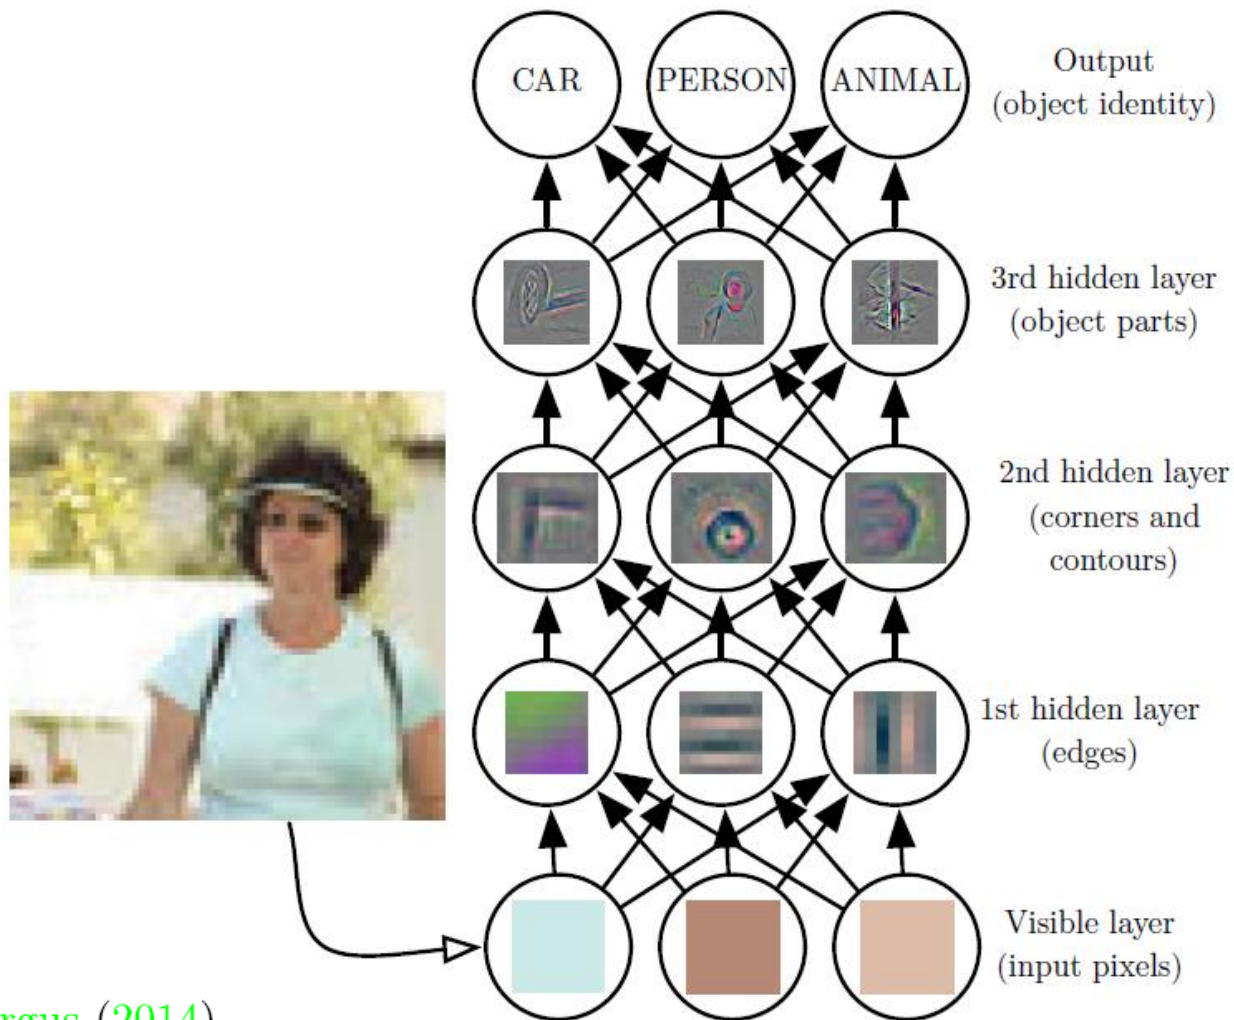 CAR PERSON ANIMAL
Output
(object identity)
3rd hidden layer
(object parts)
2nd hidden layer
(corners and
contours)
1st hidden layer
(edges)
Visible layer
(input pixels)
(2014)